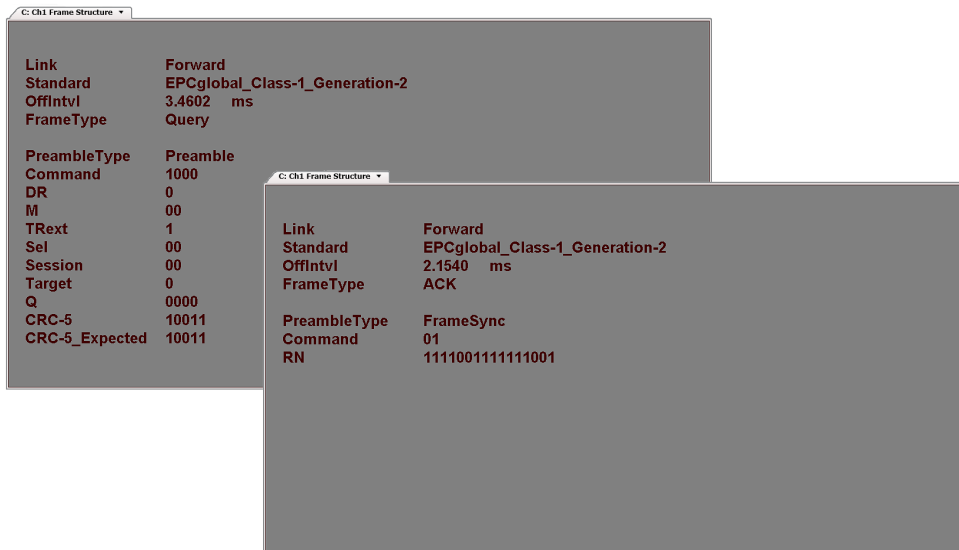 C: Ch1 Frame Structure
Link Forward
Standard EPCglobal_Class-1_Generation-2
OffIntvl 3.4602 ms
FrameType Query
PreambleType Preamble
Command 1000
DR 0
M 00
TRext 1
Sel 00
Session 00
Target 0
Q 0000
CRC-5 10011
CRC-5_Expected 10011
C: Ch1 Frame Structure
Link Forward
Standard EPCglobal_Class-1_Generation-2
OffIntvl 2.1540 ms
FrameType ACK
PreambleType FrameSync
Command 01
RN 1111001111111001